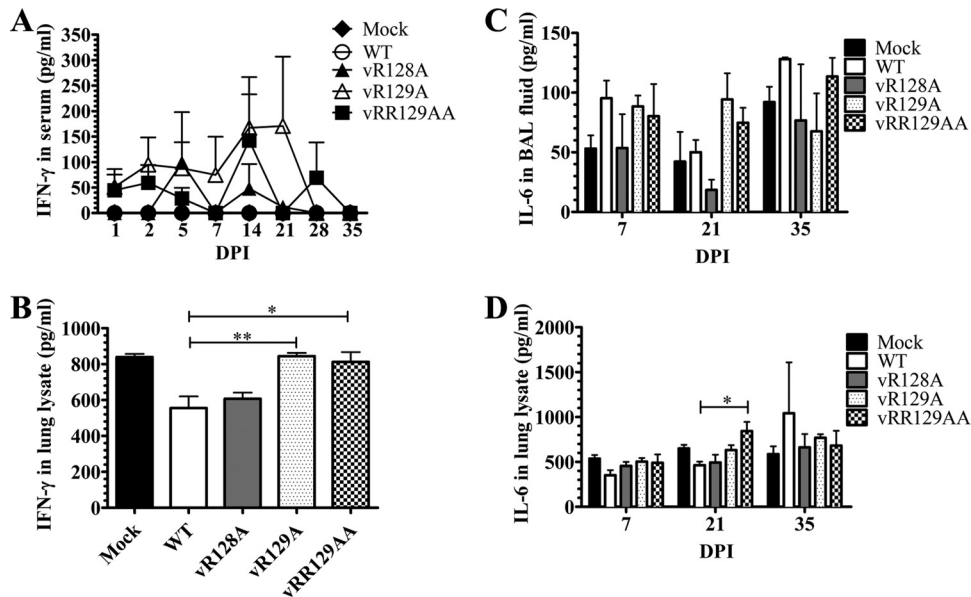 A
IFN-γ in serum (pg/ml)
350
300
250
200
150
100
50
0
1 2 5 7 14 21 28 35
DPI
Mock
WT
vR128A
vR129A
vRR129AA
B
IFN-γ in lung lysate (pg/ml)
1000
800
600
400
200
0
*
**
Mock
WT
vR128A
vR129A
vRR129AA
C
IL-6 in BAL fluid (pg/ml)
150
100
50
0
7 21 35
DPI
Mock
WT
vR128A
vR129A
vRR129AA
D
IL-6 in lung lysate (pg/ml)
2000
1500
1000
500
0
*
7 21 35
DPI
Mock
WT
vR128A
vR129A
vRR129AA